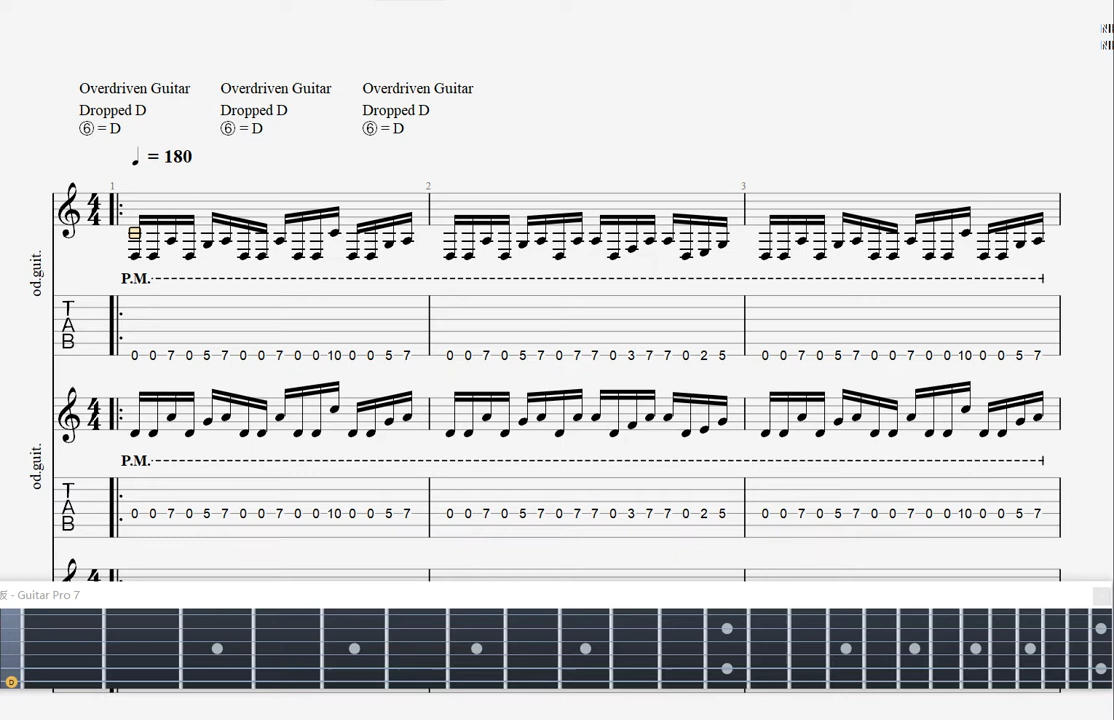 Overdriven Guitar Overdriven Guitar Overdriven Guitar
Dropped D Dropped D Dropped D
⑥ = D ⑥ = D ⑥ = D
♩ = 180
1 2 3
4
4
od.guit.
P.M.
T
A
B
0 0 7 0 5 7 0 0 7 0 0 10 0 0 5 7 0 0 7 0 5 7 0 7 7 0 3 7 7 0 2 5 0 0 7 0 5 7 0 0 7 0 0 10 0 0 5 7
4
4
od.guit.
P.M.
T
A
B
0 0 7 0 5 7 0 0 7 0 0 10 0 0 5 7 0 0 7 0 5 7 0 7 7 0 3 7 7 0 2 5 0 0 7 0 5 7 0 0 7 0 0 10 0 0 5 7
4
- Guitar Pro 7
D